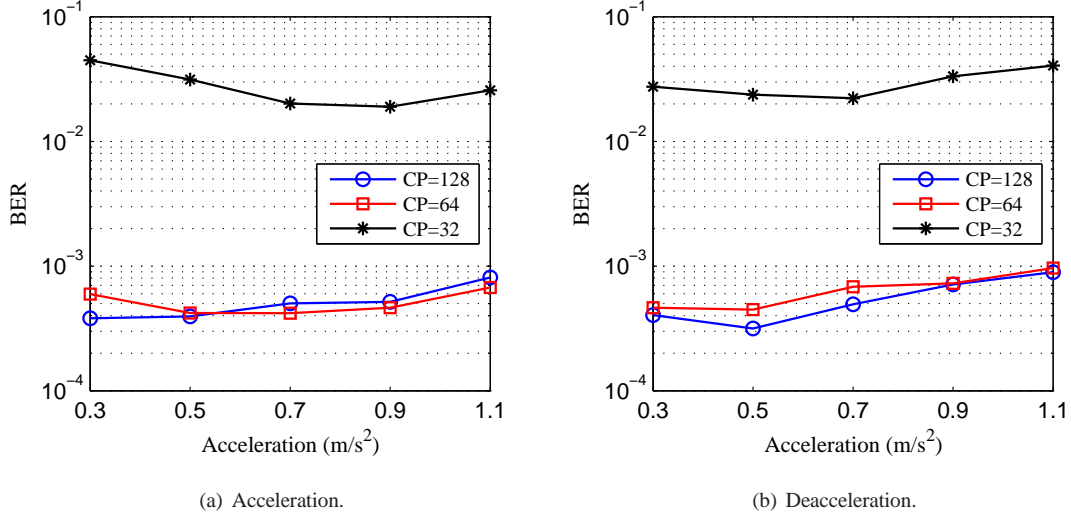 10^-1
10^-2
10^-3
10^-4
BER
CP=128
CP=64
CP=32
0.3 0.5 0.7 0.9 1.1
Acceleration (m/s^2)
(a) Acceleration.
10^-1
10^-2
10^-3
10^-4
BER
CP=128
CP=64
CP=32
0.3 0.5 0.7 0.9 1.1
Acceleration (m/s^2)
(b) Deacceleration.